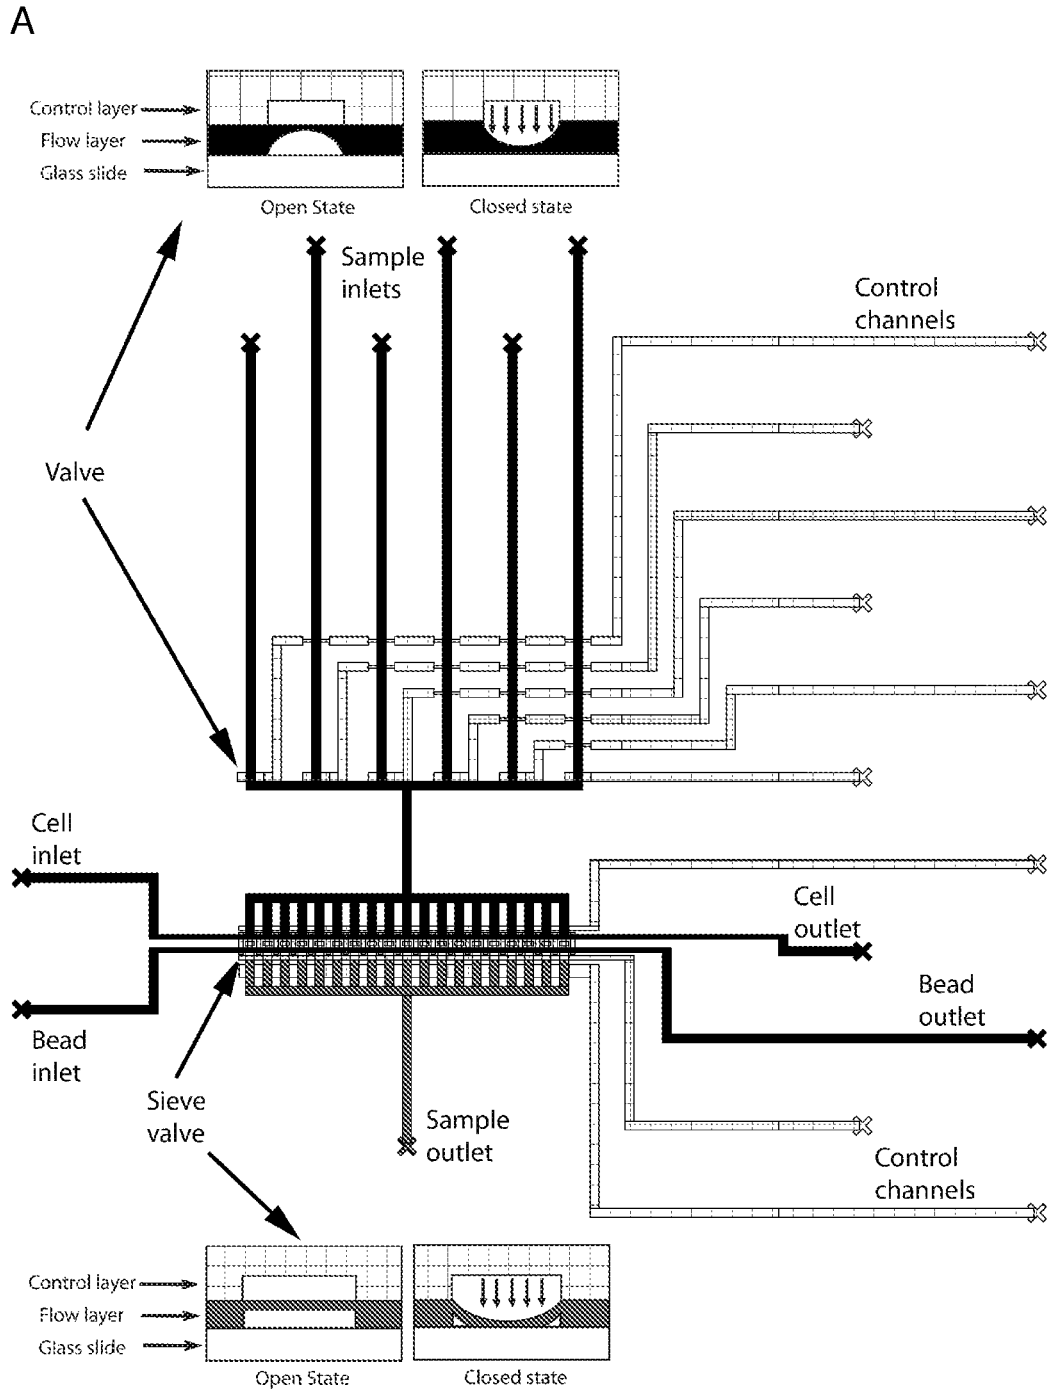 A
Control layer
Flow layer
Glass slide
Open State
Closed state
Sample
inlets
Control
channels
Valve
Cell
inlet
Cell
outlet
Bead
outlet
Bead
inlet
Sieve
valve
Sample
outlet
Control
channels
Control layer
Flow layer
Glass slide
Open State
Closed state